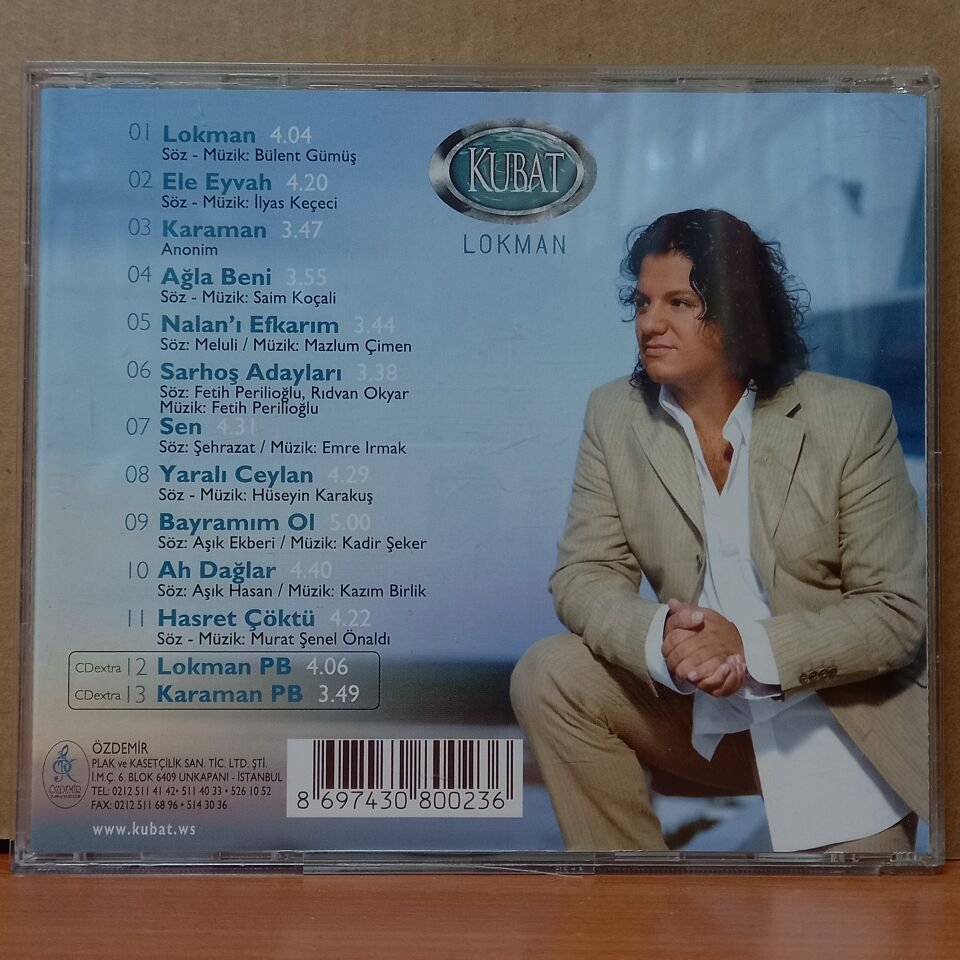 01 Lokman 4.04
Söz - Müzik: Bülent Gümüş
02 Ele Eyvah 4.20
Söz - Müzik: İlyas Keçeci
03 Karaman 3.47
Anonim
04 Ağla Beni 3.55
Söz - Müzik: Saim Koçali
05 Nalan'ı Efkarım 3.44
Söz: Meluli / Müzik: Mazlum Çimen
06 Sarhoş Adayları 3.38
Söz: Fetih Perilioğlu, Rıdvan Okyar
Müzik: Fetih Perilioğlu
07 Sen 4.31
Söz: Şehrazat / Müzik: Emre Irmak
08 Yaralı Ceylan 4.29
Söz - Müzik: Hüseyin Karakuş
09 Bayramım Ol 5.00
Söz: Aşık Ekberi / Müzik: Kadir Şeker
10 Ah Dağlar 4.40
Söz: Aşık Hasan / Müzik: Kazım Birlik
11 Hasret Çöktü 4.22
Söz - Müzik: Murat Şenel Önaldı
CDextra 12 Lokman PB 4.06
CDextra 13 Karaman PB 3.49
KUBAT
LOKMAN
ÖZDEMİR
ÖZDEMİR
PLAK ve KASETÇİLİK SAN. TİC. LTD. ŞTİ.
İ.M.Ç. 6. BLOK 6409 UNKAPANI - İSTANBUL
TEL: 0212 511 41 42• 511 40 33 • 526 10 52
FAX: 0212 511 68 96 • 514 30 36
www.kubat.ws
8 697430 800236